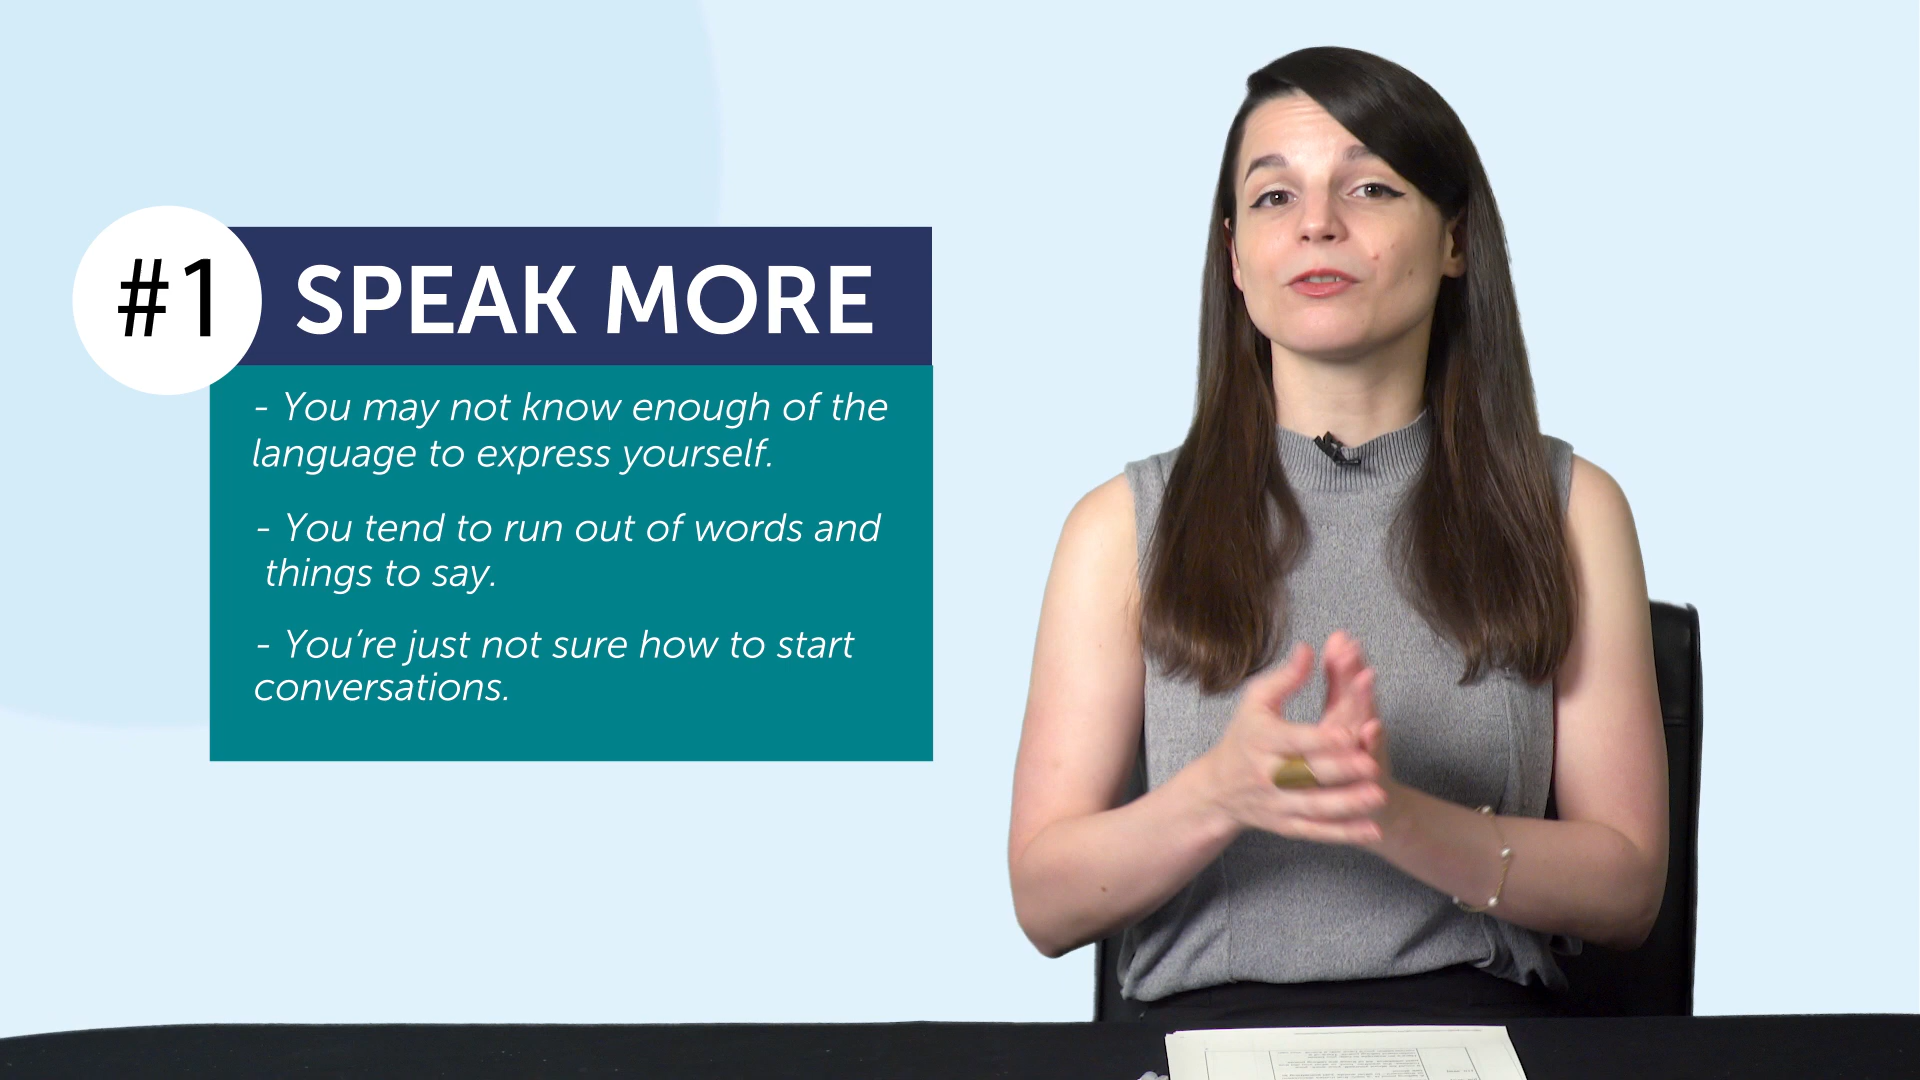 #1
SPEAK MORE
- You may not know enough of the
language to express yourself.
- You tend to run out of words and
things to say.
- You're just not sure how to start
conversations.